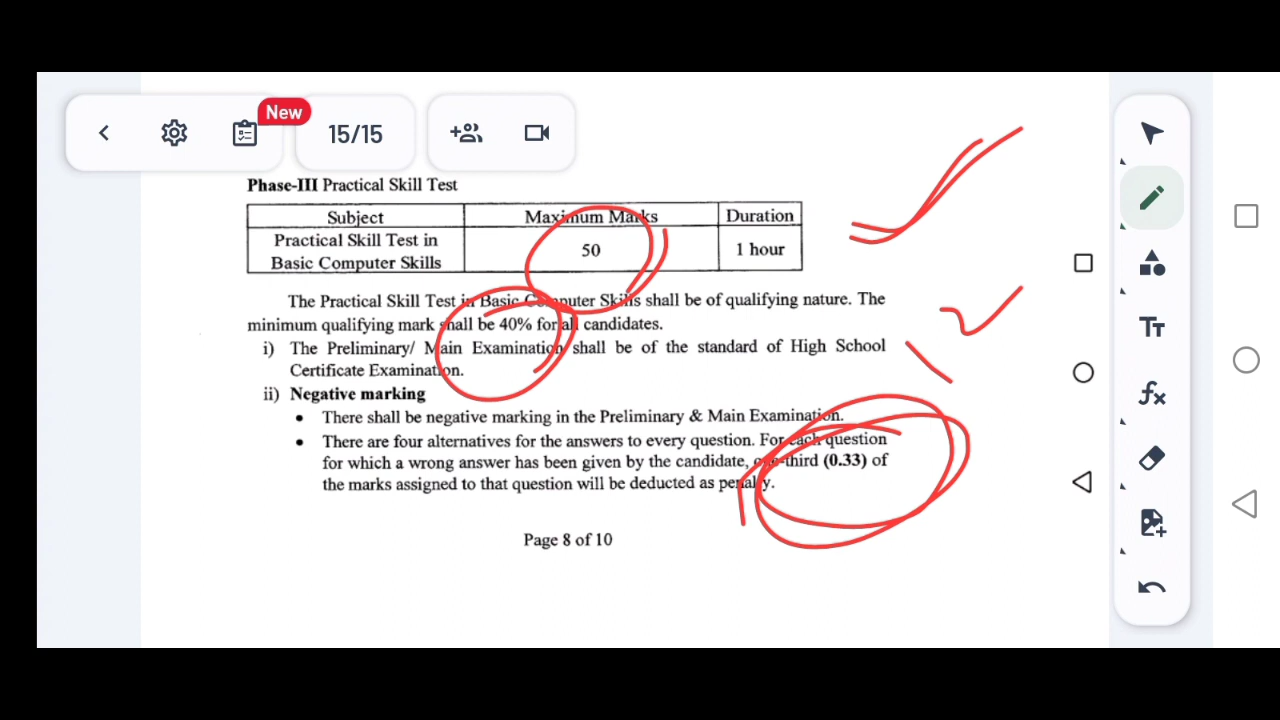 New
15/15
Phase-III Practical Skill Test
Subject Maximum Marks Duration
Practical Skill Test in Basic Computer Skills 50 1 hour
The Practical Skill Test in Basic Computer Skills shall be of qualifying nature. The
minimum qualifying mark shall be 40% for all candidates.
i) The Preliminary/ Main Examination shall be of the standard of High School
Certificate Examination.
ii) Negative marking
• There shall be negative marking in the Preliminary & Main Examination.
• There are four alternatives for the answers to every question. For each question
for which a wrong answer has been given by the candidate, one-third (0.33) of
the marks assigned to that question will be deducted as penalty.
Page 8 of 10
Tт
fx